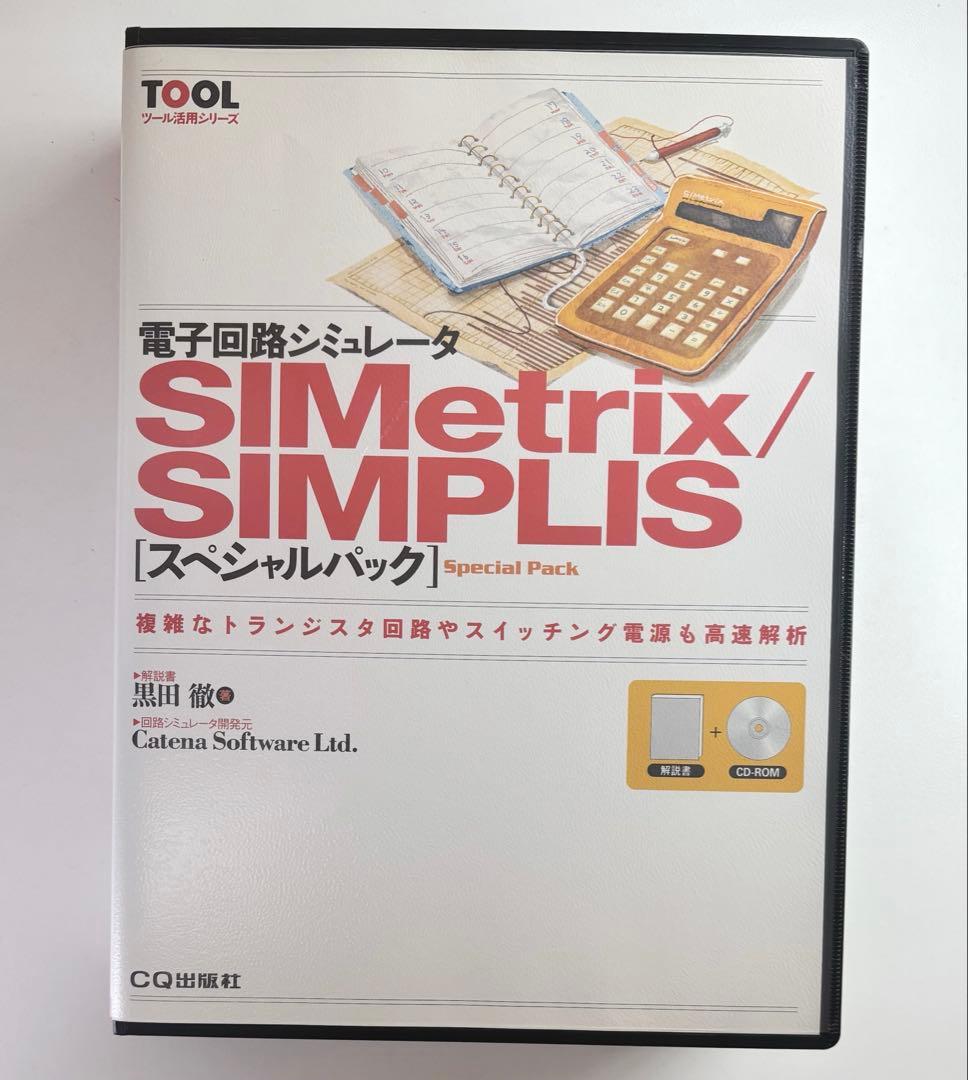 TOOL
ツール活用シリーズ
SIMetrix
電子回路シミュレータ
SIMetrix/
SIMPLIS
[スペシャルパック] Special Pack
複雑なトランジスタ回路やスイッチング電源も高速解析
▶解説書
黒田 徹 著
▶回路シミュレータ開発元
Catena Software Ltd.
+
解説書 CD-ROM
CQ出版社